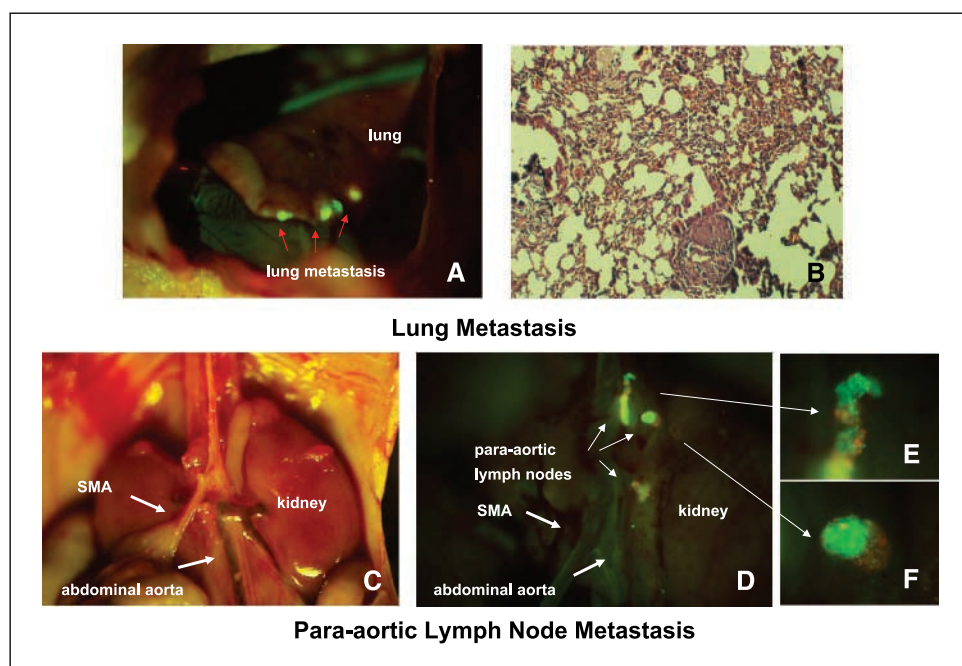 lung
lung metastasis
A
B
Lung Metastasis
SMA
kidney
abdominal aorta
C
para-aortic
lymph nodes
SMA
kidney
abdominal aorta
D
E
F
Para-aortic Lymph Node Metastasis